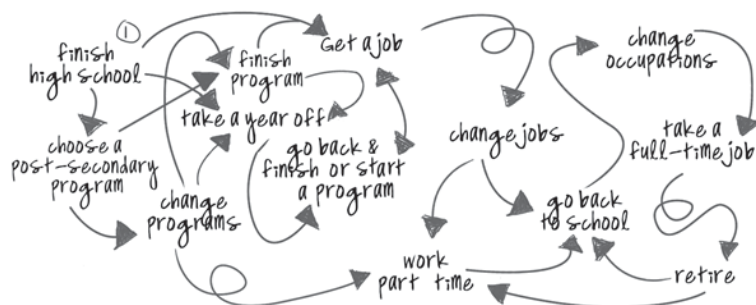 1
finish
high school
choose a
post-secondary
program
change
programs
finish
program
take a year off
Get a job
go back &
finish or start
a program
change jobs
work
part time
go back
to school
change
occupations
take a
full-time job
retire